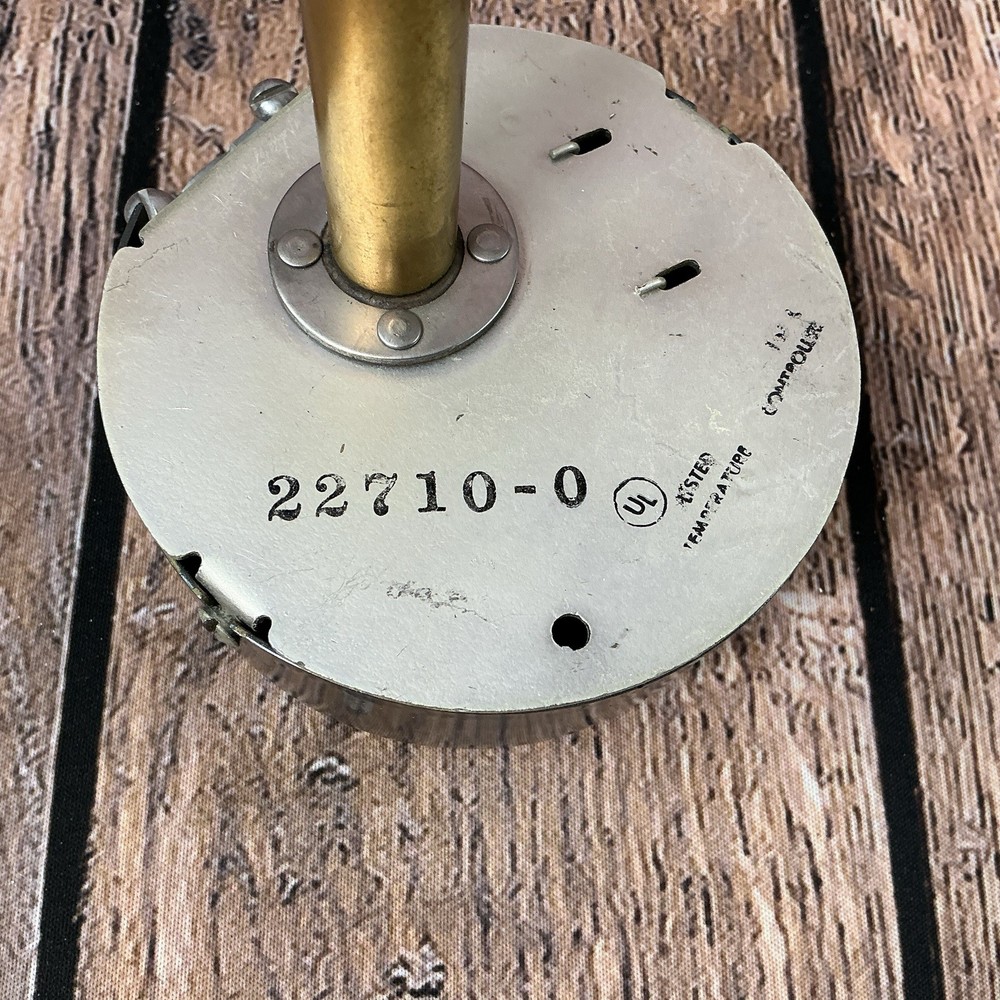 22710-0
UL
LISTED
TEMPERATURE
CONTROLLER